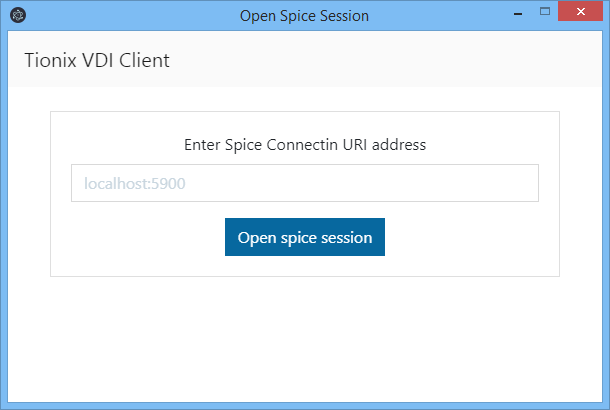 Open Spice Session
Tionix VDI Client
Enter Spice Connectin URI address
localhost:5900
Open spice session